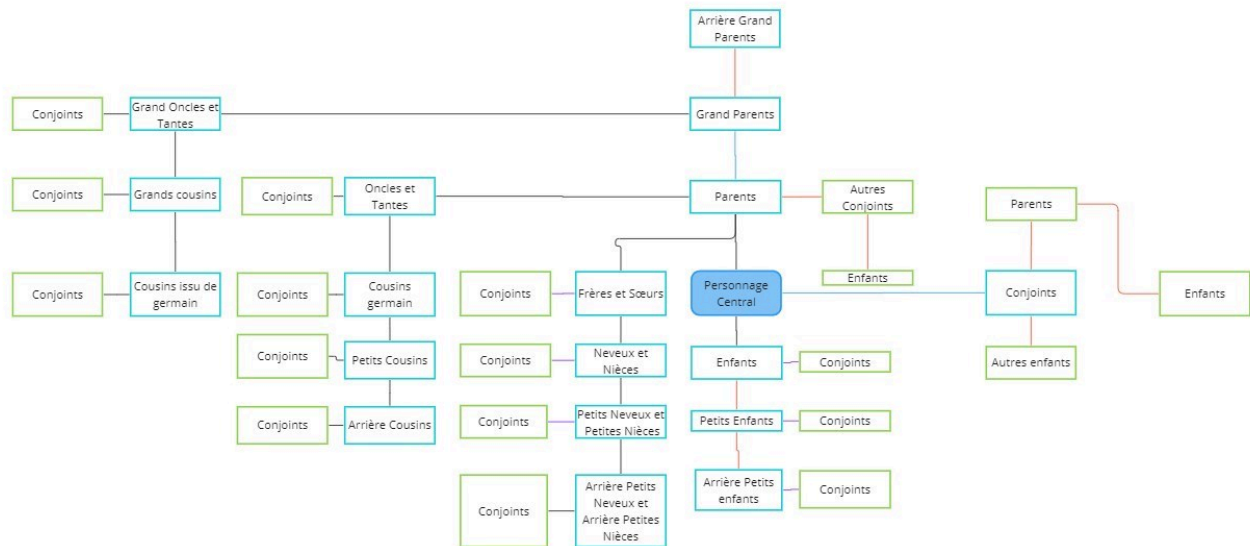 Arrière Grand
Parents
Conjoints
Grand Oncles et
Tantes
Grand Parents
Conjoints
Grands cousins
Conjoints
Oncles et
Tantes
Parents
Autres
Conjoints
Parents
Conjoints
Cousins issu de
germain
Conjoints
Cousins
germain
Conjoints
Frères et Sœurs
Personnage
Central
Enfants
Conjoints
Enfants
Conjoints
Petits Cousins
Conjoints
Neveux et
Nièces
Enfants
Conjoints
Autres enfants
Conjoints
Arrière Cousins
Conjoints
Petits Neveux et
Petites Nièces
Petits Enfants
Conjoints
Conjoints
Arrière Petits
Neveux et
Arrière Petites
Nièces
Arrière Petits
enfants
Conjoints